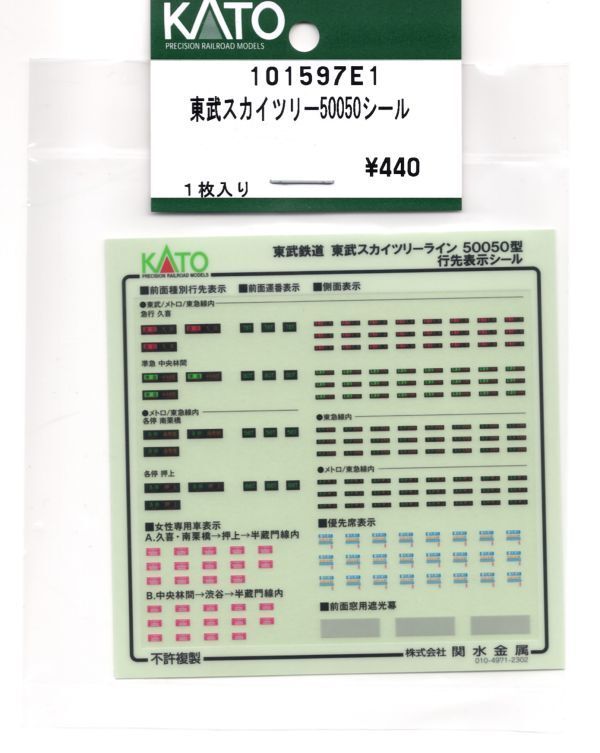 KATO
PRECISION RAILROAD MODELS
101597E1
東武スカイツリー50050シール
¥440
1枚入り
KATO
PRECISION RAILROAD MODELS
東武鉄道 東武スカイツリーライン 50050型
行先表示シール
■前面種別行先表示 ■前面運番表示 ■側面表示
●東武/メトロ/東急線内
急行 久喜
準急 中央林間
●メトロ/東急線内
各停 南栗橋
●東急線内
各停 押上
●メトロ/東急線内
■女性専用車表示
A.久喜・南栗橋→押上→半蔵門線内
■優先席表示
B.中央林間→渋谷→半蔵門線内
■前面窓用遮光幕
不許複製
株式会社 関水金属
010-4971-2302